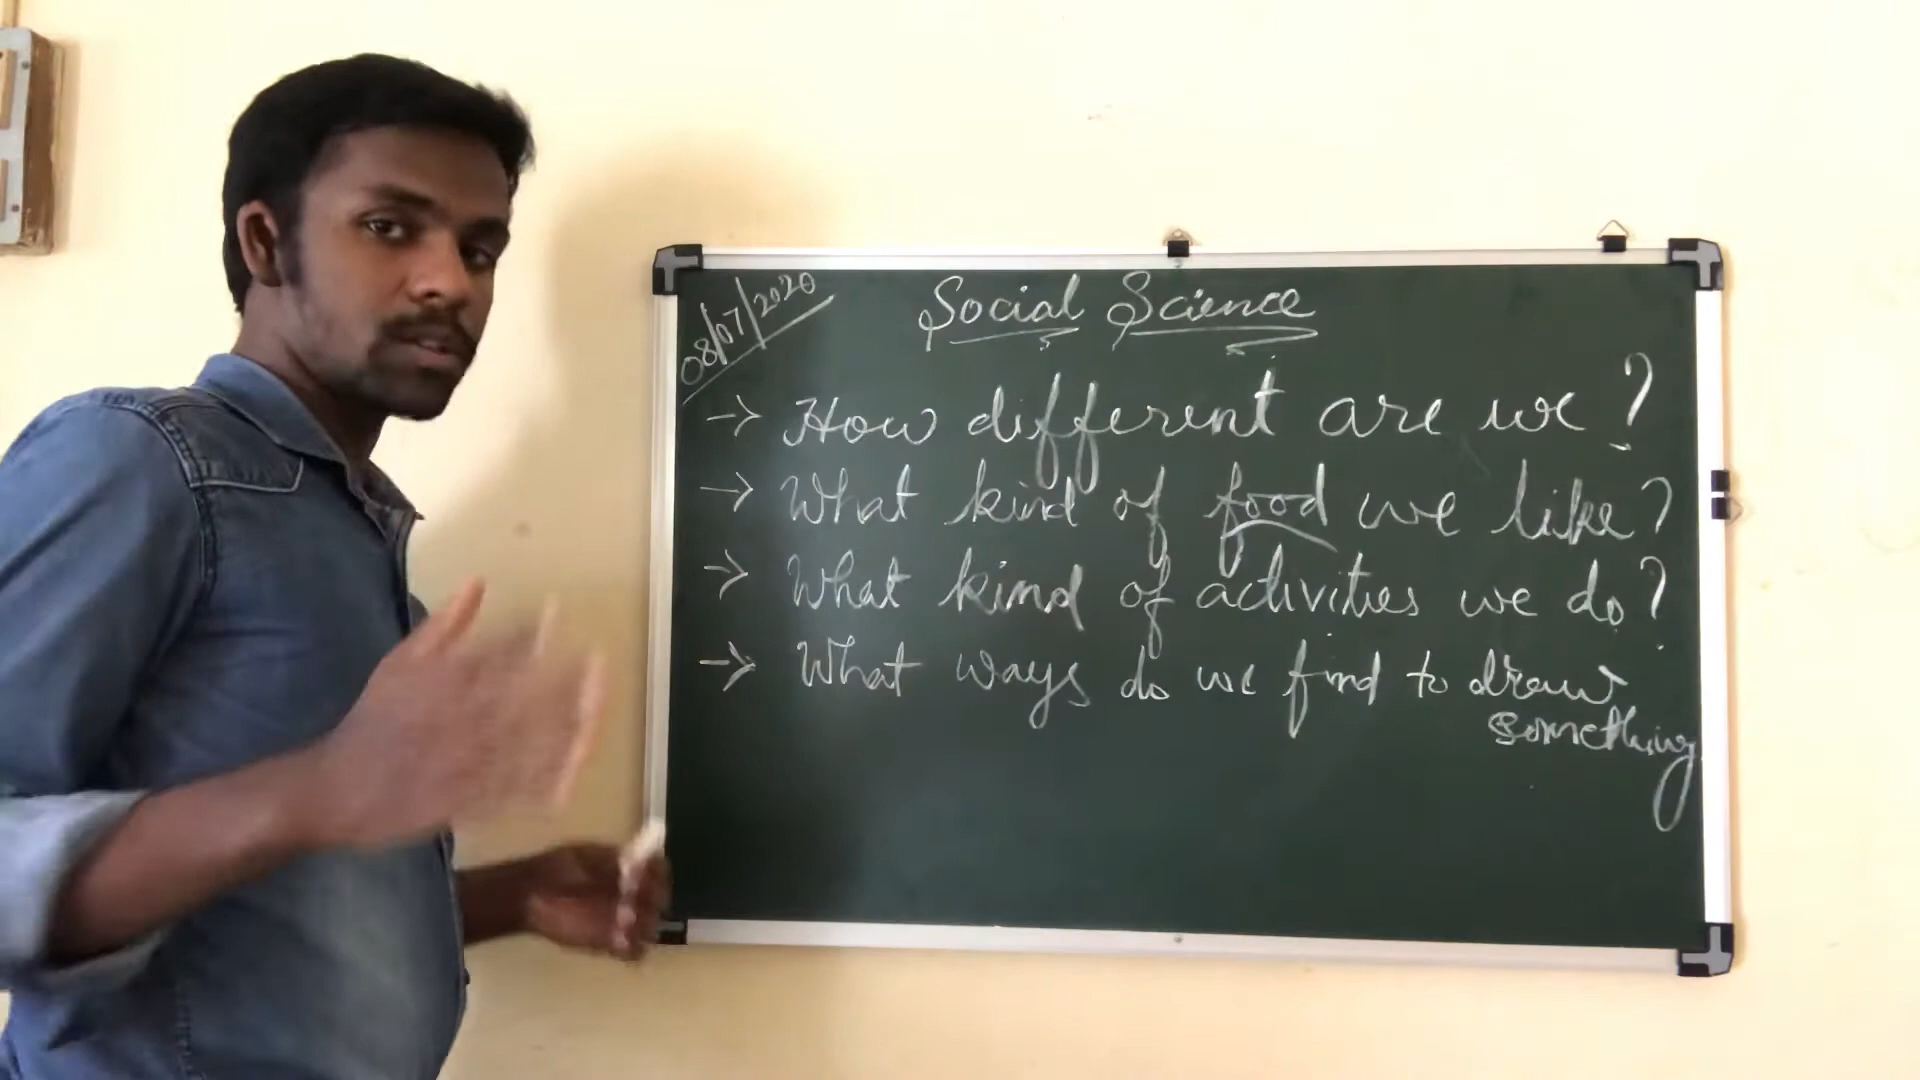 08/07/2020
Social Science
-> How different are we?
-> What kind of food we like?
-> What kind of activities we do?
-> What ways do we find to draw
something